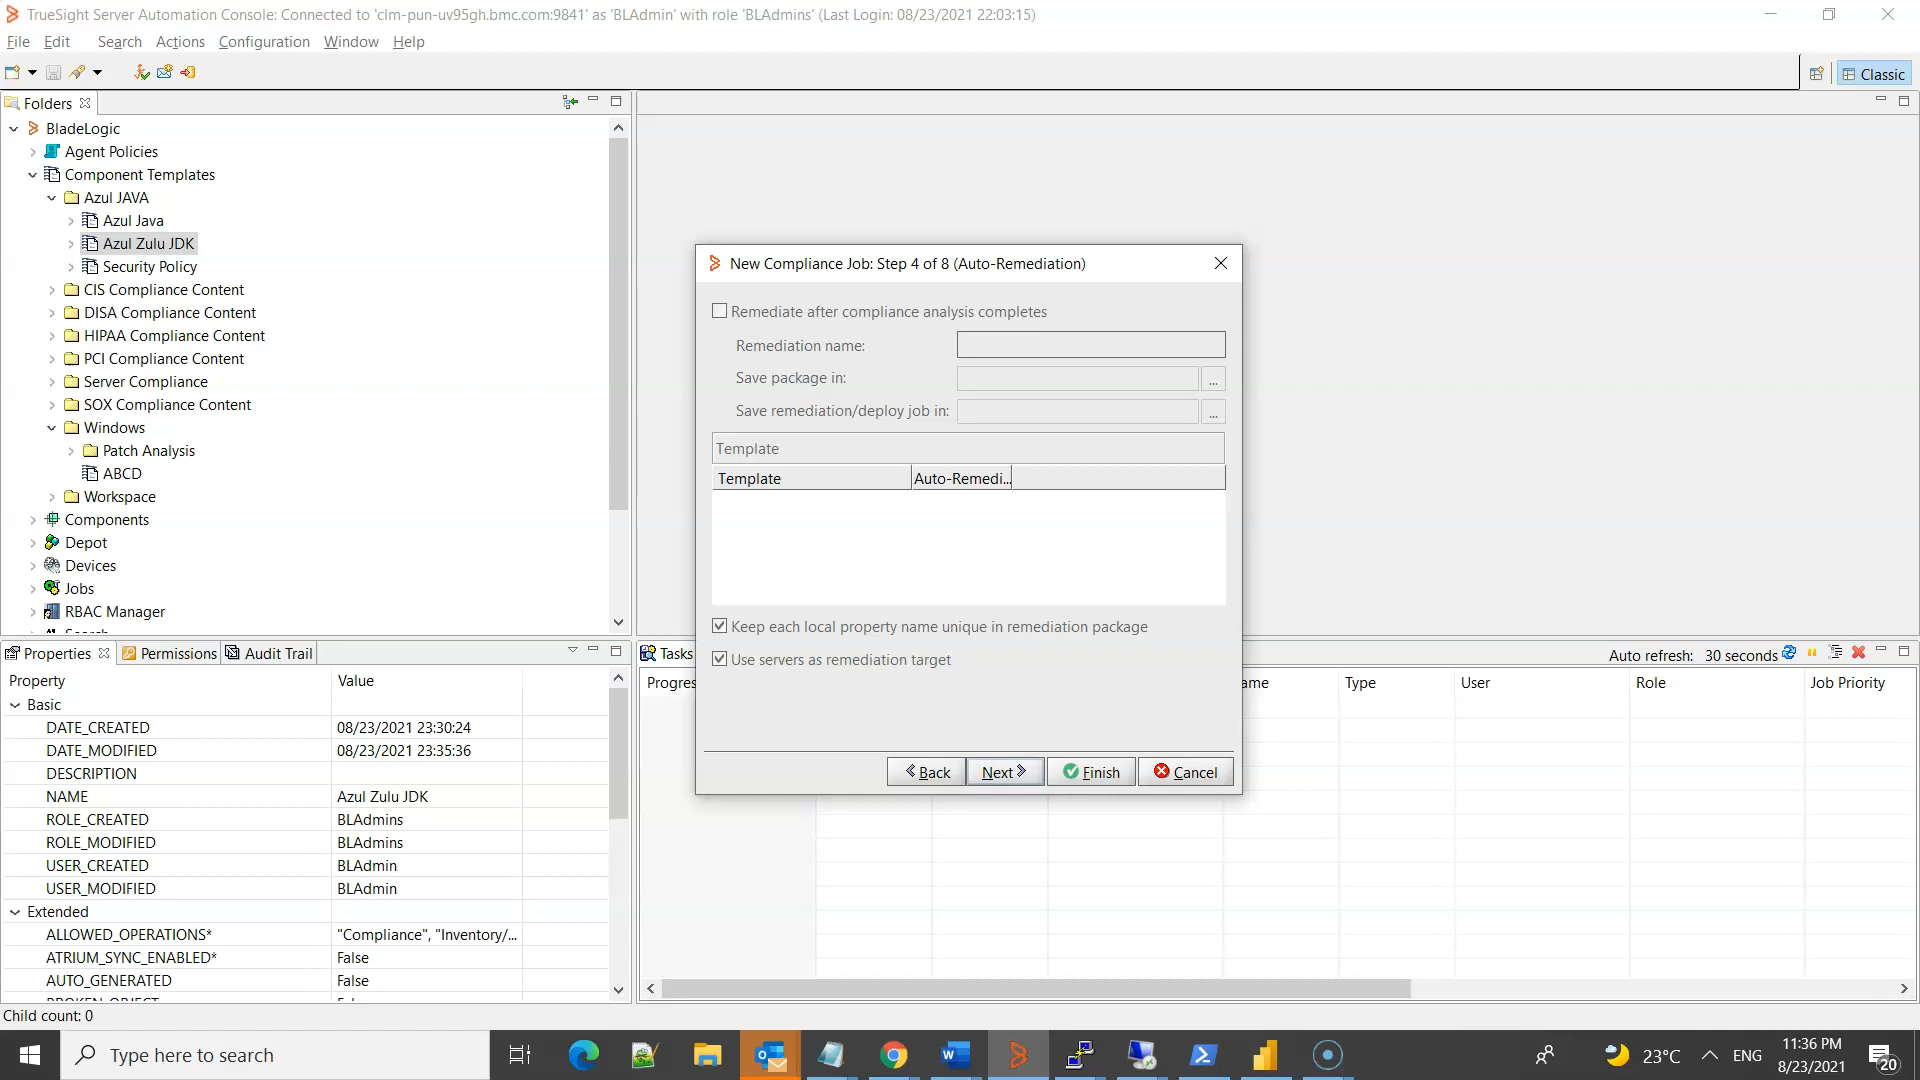 TrueSight Server Automation Console: Connected to 'clm-pun-uv95gh.bmc.com:9841' as 'BLAdmin' with role 'BLAdmins' (Last Login: 08/23/2021 22:03:15)
File Edit Search Actions Configuration Window Help
Classic
Folders
BladeLogic
Agent Policies
Component Templates
Azul JAVA
Azul Java
Azul Zulu JDK
Security Policy
CIS Compliance Content
DISA Compliance Content
HIPAA Compliance Content
PCI Compliance Content
Server Compliance
SOX Compliance Content
Windows
Patch Analysis
ABCD
Workspace
Components
Depot
Devices
Jobs
RBAC Manager
New Compliance Job: Step 4 of 8 (Auto-Remediation)
Remediate after compliance analysis completes
Remediation name:
Save package in:
...
Save remediation/deploy job in:
...
Template
Template Auto-Remedi...
Keep each local property name unique in remediation package
Use servers as remediation target
Back Next Finish Cancel
Properties Permissions Audit Trail
Property Value
Basic
DATE_CREATED 08/23/2021 23:30:24
DATE_MODIFIED 08/23/2021 23:35:36
DESCRIPTION
NAME Azul Zulu JDK
ROLE_CREATED BLAdmins
ROLE_MODIFIED BLAdmins
USER_CREATED BLAdmin
USER_MODIFIED BLAdmin
Extended
ALLOWED_OPERATIONS* "Compliance", "Inventory/...
ATRIUM_SYNC_ENABLED* False
AUTO_GENERATED False
Tasks Auto refresh: 30 seconds
Progres ame Type User Role Job Priority
Child count: 0
Type here to search
23°C ENG 11:36 PM
8/23/2021
20